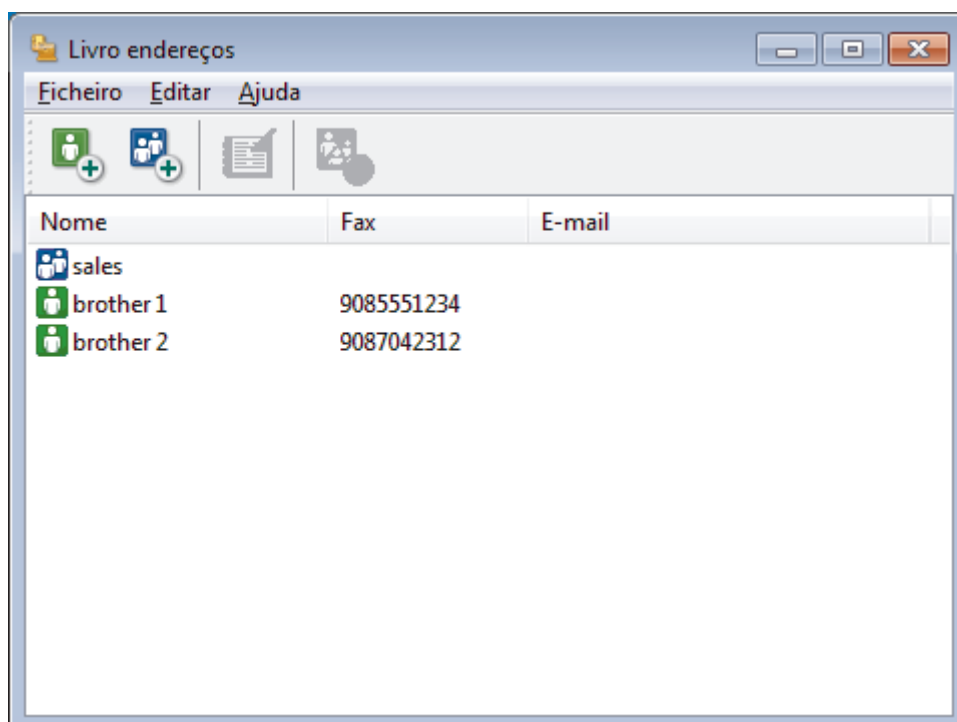 Livro endereços
Ficheiro Editar Ajuda
Nome Fax E-mail
sales
brother 1 9085551234
brother 2 9087042312